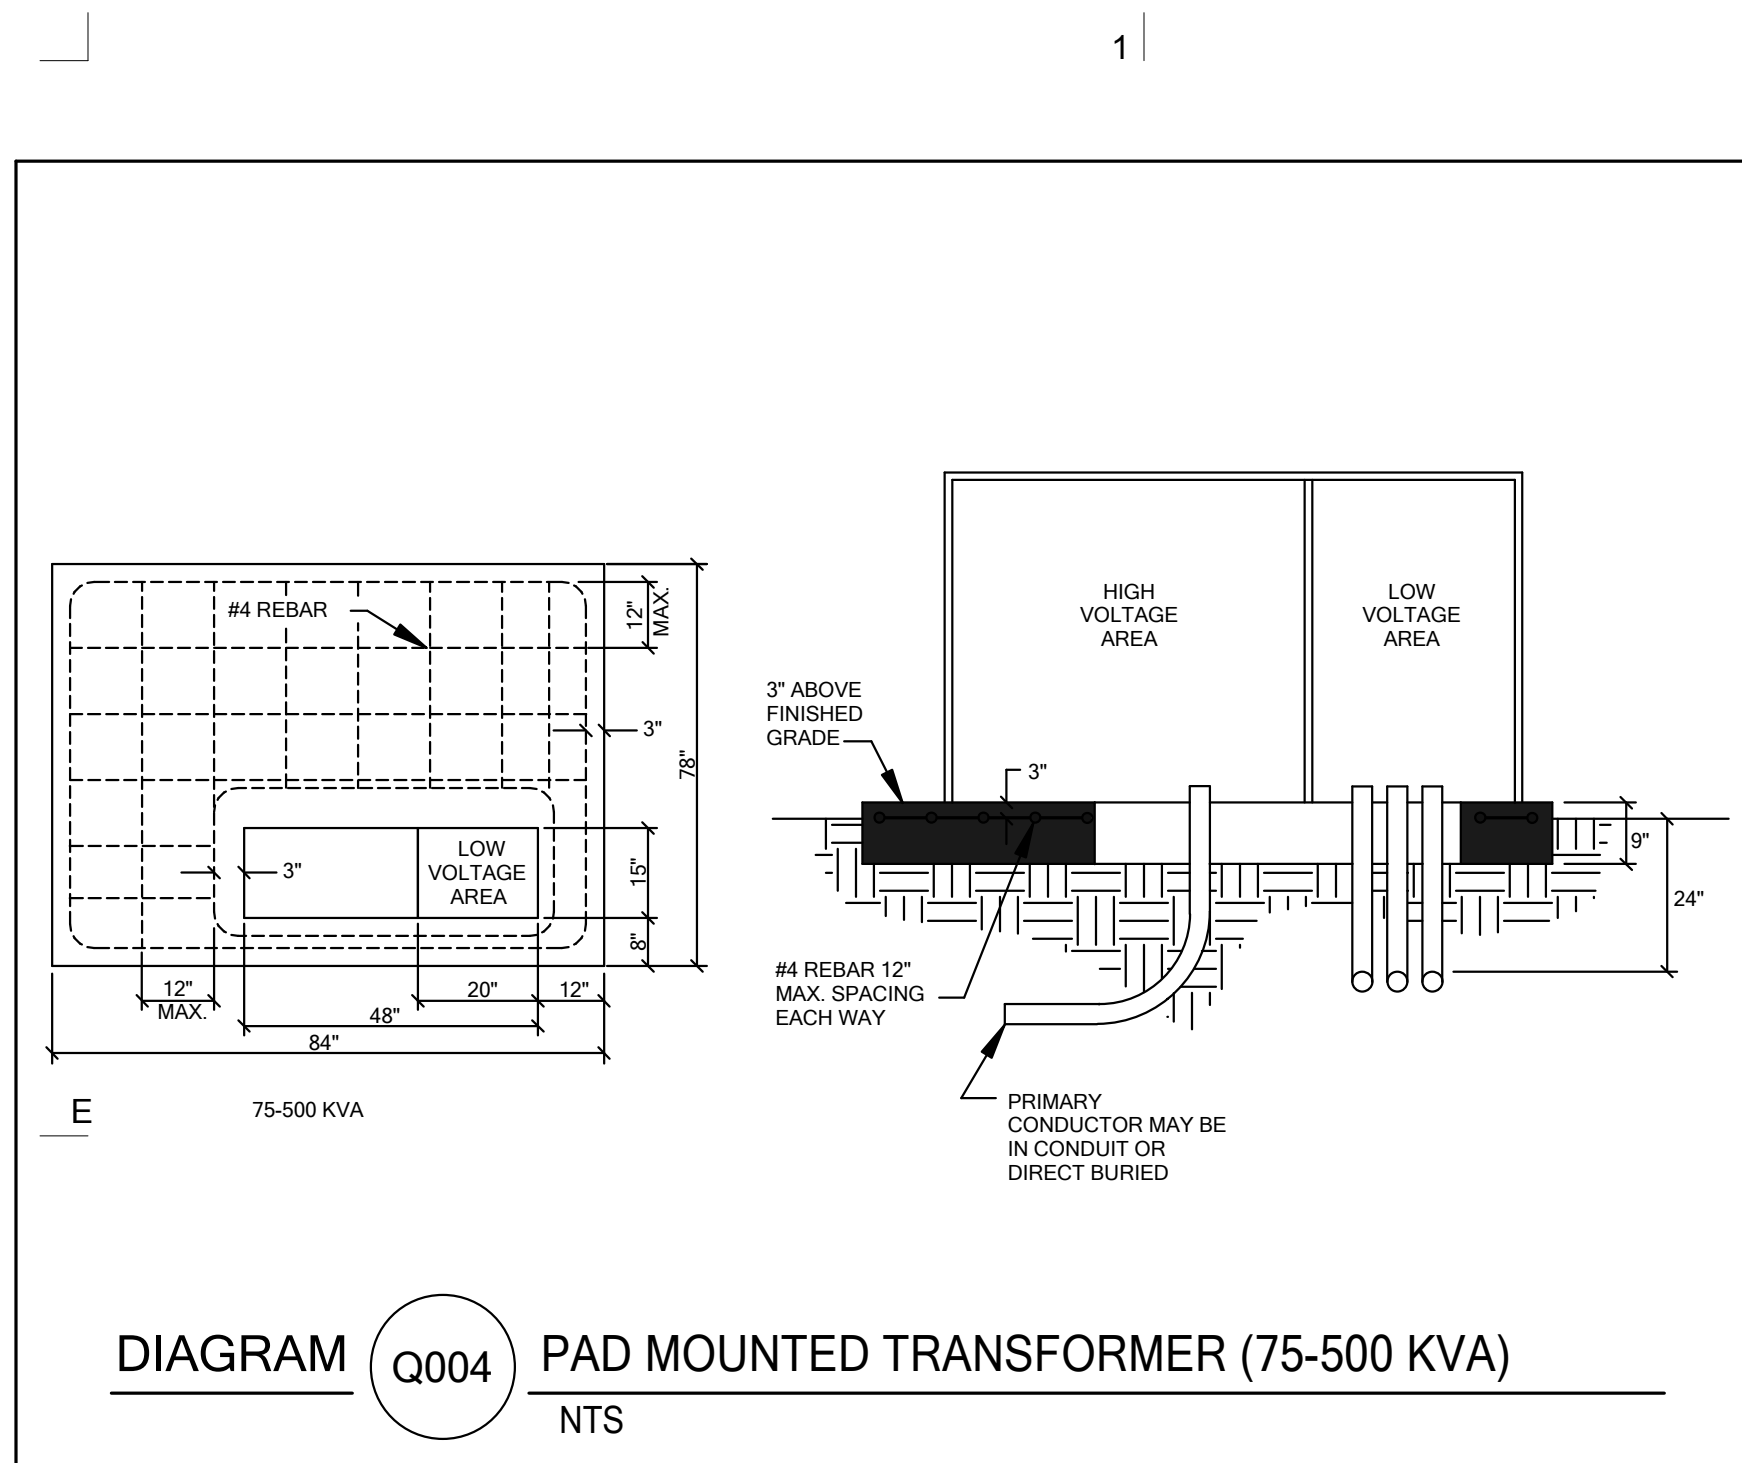 1
#4 REBAR
12"
MAX.
3"
78"
LOW
VOLTAGE
AREA
3"
15"
8"
12"
MAX.
20"
12"
48"
84"
E
75-500 KVA
HIGH
VOLTAGE
AREA
LOW
VOLTAGE
AREA
3" ABOVE
FINISHED
GRADE
3"
9"
24"
#4 REBAR 12"
MAX. SPACING
EACH WAY
PRIMARY
CONDUCTOR MAY BE
IN CONDUIT OR
DIRECT BURIED
DIAGRAM Q004 PAD MOUNTED TRANSFORMER (75-500 KVA)
NTS